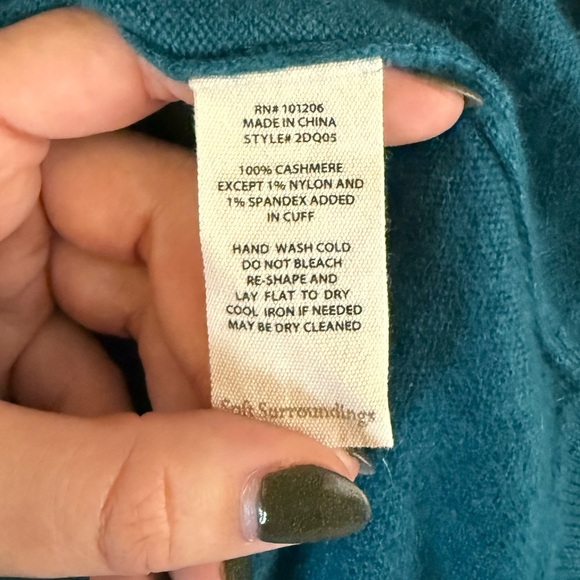 RN# 101206
MADE IN CHINA
STYLE# 2DQ05
100% CASHMERE
EXCEPT 1% NYLON AND
1% SPANDEX ADDED
IN CUFF
HAND WASH COLD
DO NOT BLEACH
RE-SHAPE AND
LAY FLAT TO DRY
COOL IRON IF NEEDED
MAY BE DRY CLEANED
Soft Surroundings